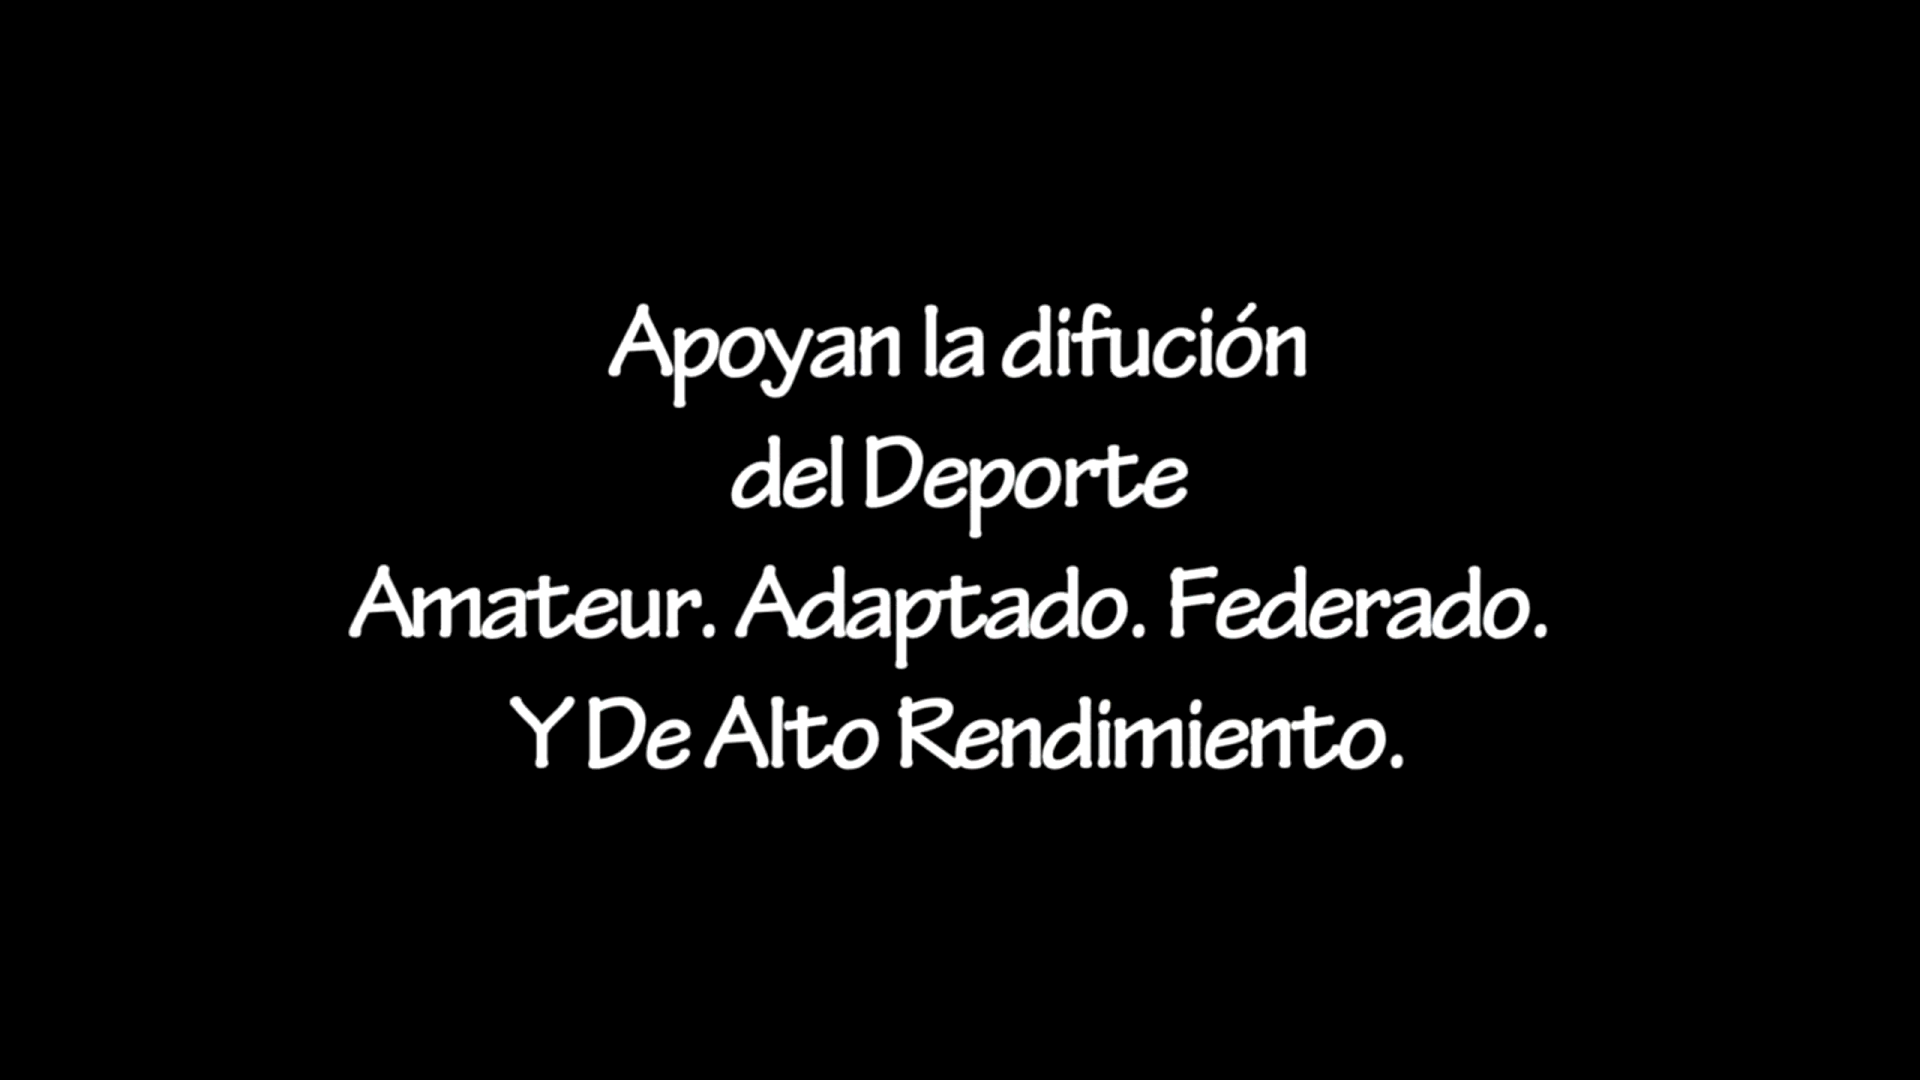 Apoyan la difución
del Deporte
Amateur. Adaptado. Federado.
Y De Alto Rendimiento.